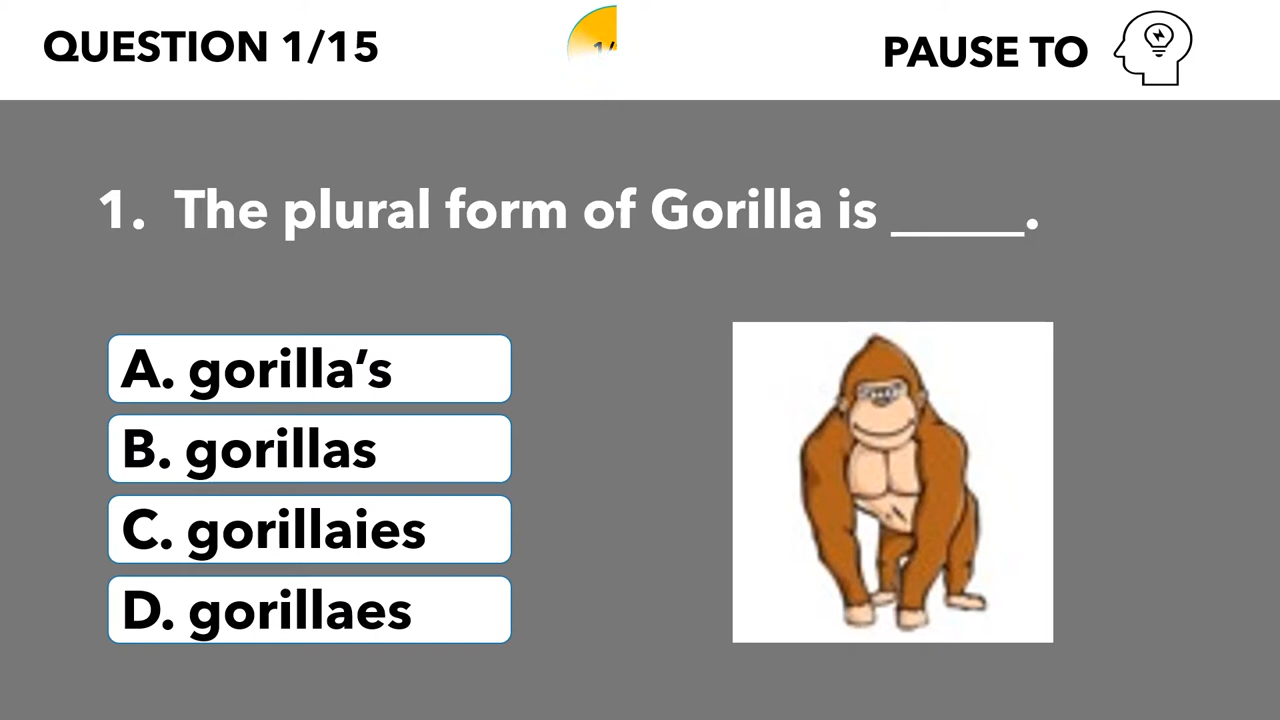 QUESTION 1/15
PAUSE TO
1. The plural form of Gorilla is _____.
A. gorilla’s
B. gorillas
C. gorillaies
D. gorillaes